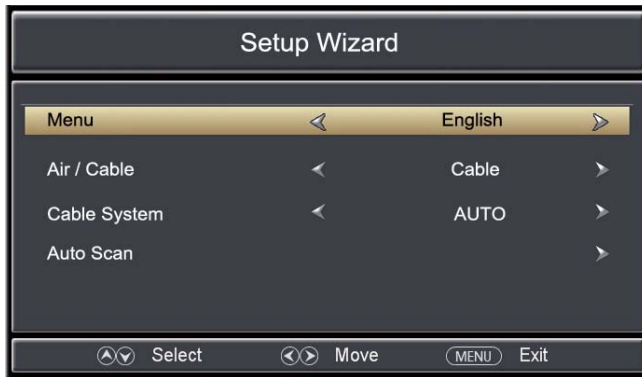 Setup Wizard
Menu English
Air / Cable Cable
Cable System AUTO
Auto Scan
Select Move MENU Exit